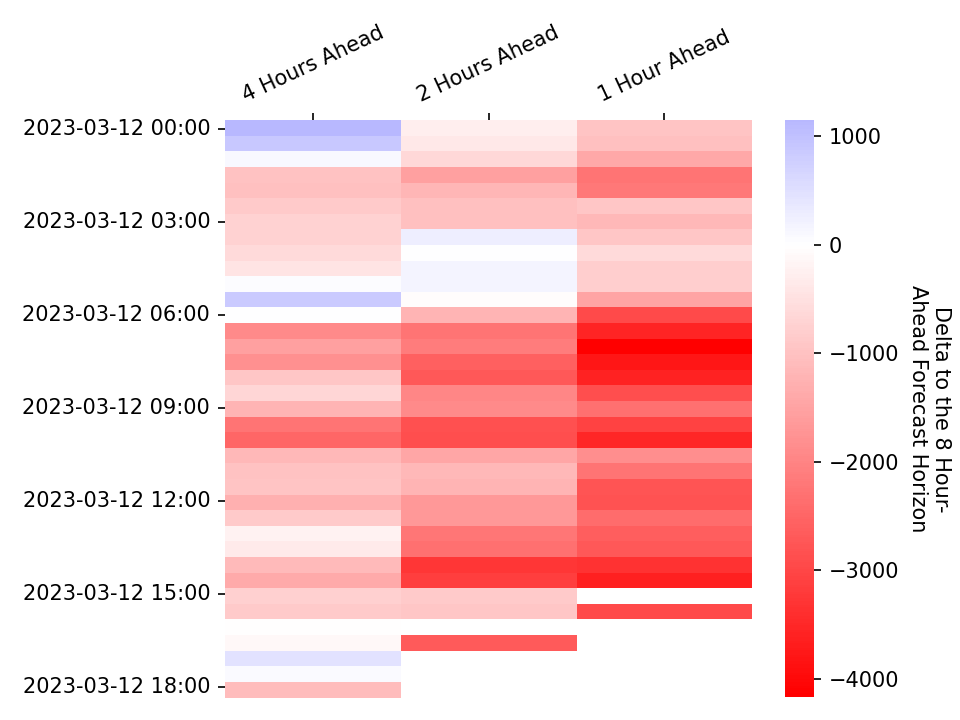 4 Hours Ahead
2 Hours Ahead
1 Hour Ahead
2023-03-12 00:00
2023-03-12 03:00
2023-03-12 06:00
2023-03-12 09:00
2023-03-12 12:00
2023-03-12 15:00
2023-03-12 18:00
1000
0
−1000
−2000
−3000
−4000
Delta to the 8 Hour-
Ahead Forecast Horizon